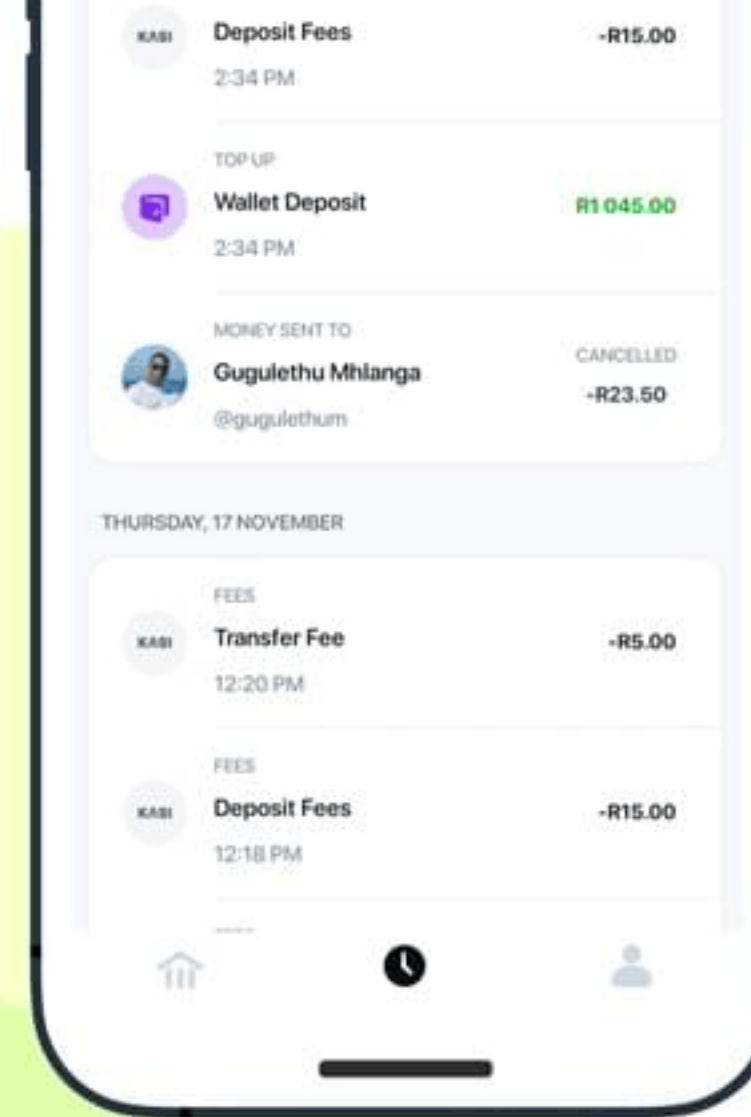 KASI
Deposit Fees
-R15.00
2:34 PM
TOP UP
Wallet Deposit
R1 045.00
2:34 PM
MONEY SENT TO
Gugulethu Mhlanga
CANCELLED
-R23.50
@gugulethum
THURSDAY, 17 NOVEMBER
FEES
KASI
Transfer Fee
-R5.00
12:20 PM
FEES
KASI
Deposit Fees
-R15.00
12:18 PM